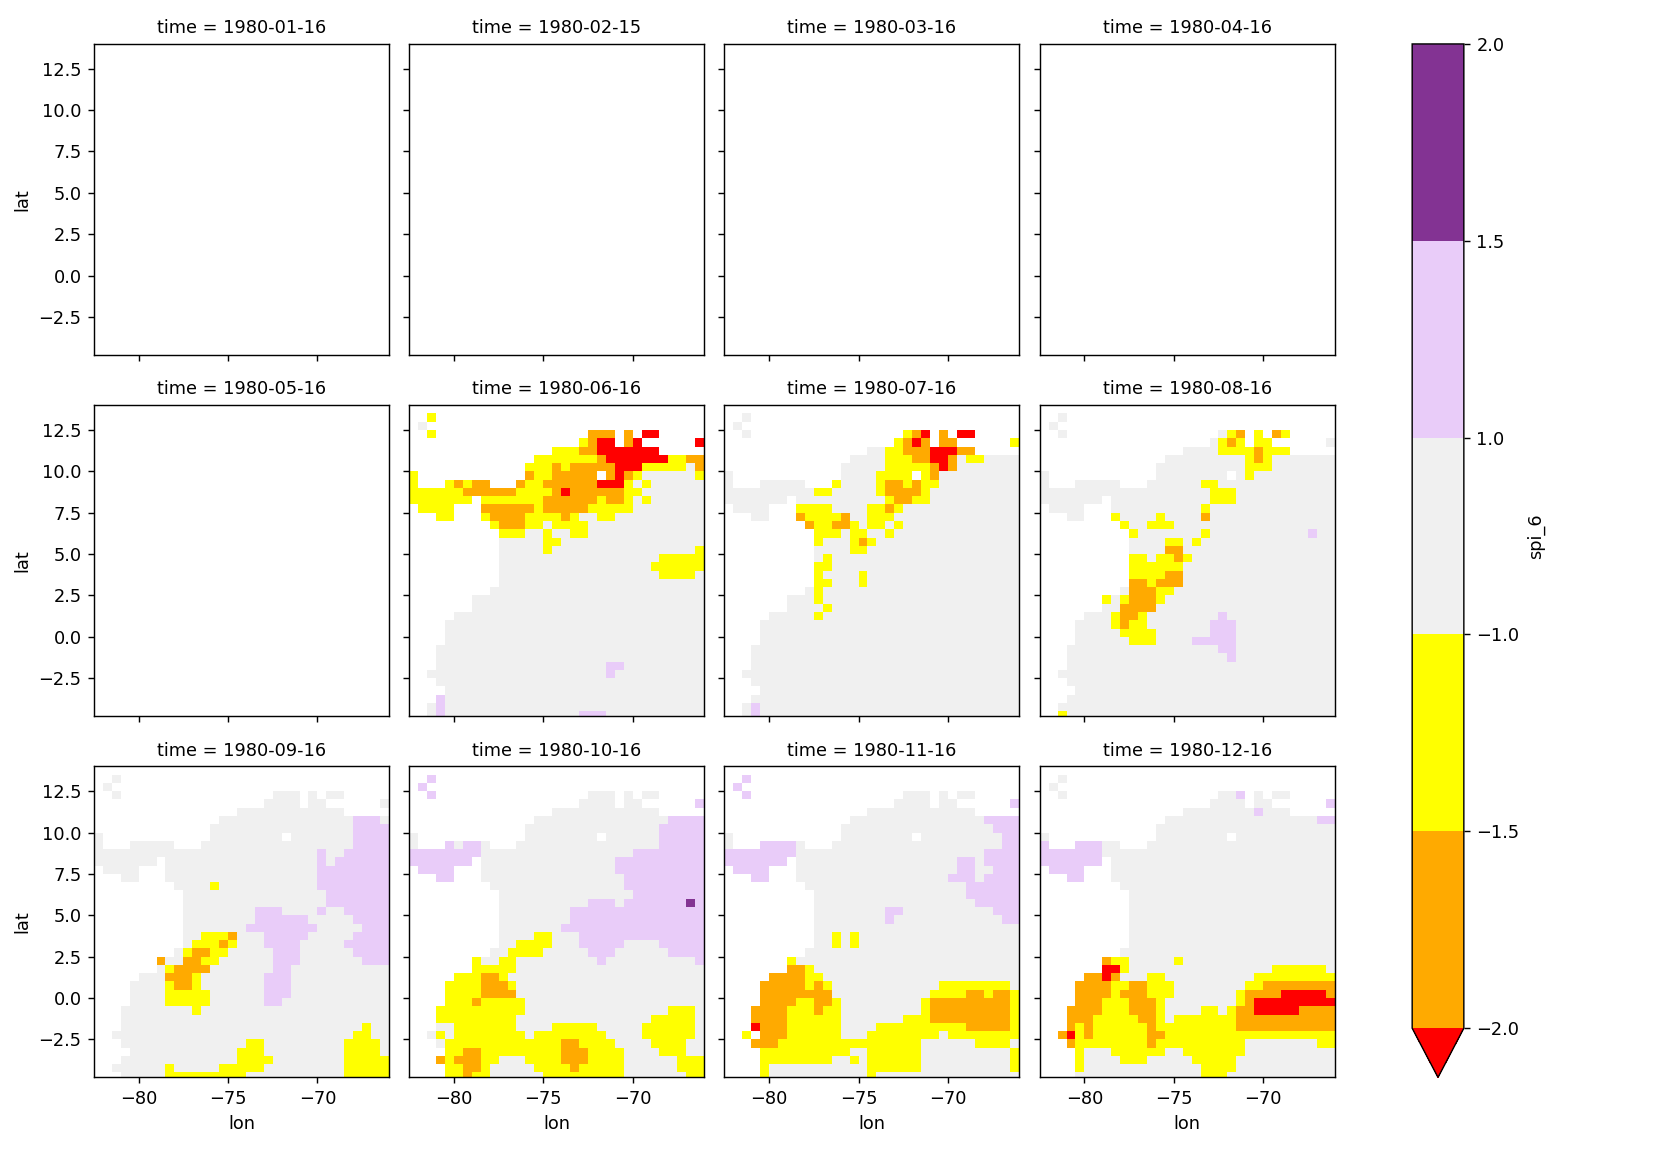 time = 1980-01-16
time = 1980-02-15
time = 1980-03-16
time = 1980-04-16
lat
12.5
10.0
7.5
5.0
2.5
0.0
−2.5
time = 1980-05-16
time = 1980-06-16
time = 1980-07-16
time = 1980-08-16
lat
12.5
10.0
7.5
5.0
2.5
0.0
−2.5
time = 1980-09-16
time = 1980-10-16
time = 1980-11-16
time = 1980-12-16
lat
12.5
10.0
7.5
5.0
2.5
0.0
−2.5
−80 −75 −70
lon
−80 −75 −70
lon
−80 −75 −70
lon
−80 −75 −70
lon
2.0
1.5
1.0
−1.0
−1.5
−2.0
spi_6